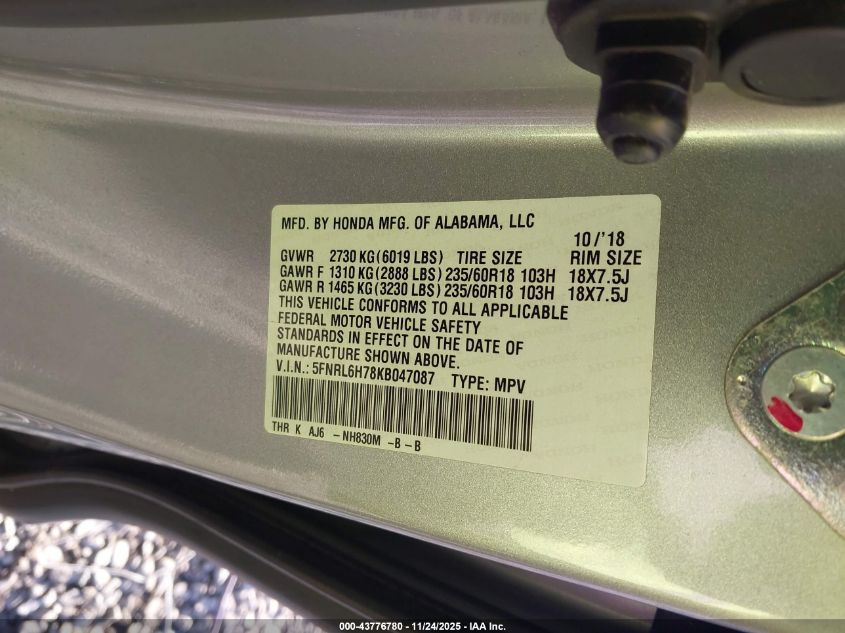 MFD. BY HONDA MFG. OF ALABAMA, LLC
10/'18
GVWR 2730 KG(6019 LBS) TIRE SIZE RIM SIZE
GAWR F 1310 KG(2888 LBS) 235/60R18 103H 18X7.5J
GAWR R 1465 KG(3230 LBS) 235/60R18 103H 18X7.5J
THIS VEHICLE CONFORMS TO ALL APPLICABLE
FEDERAL MOTOR VEHICLE SAFETY
STANDARDS IN EFFECT ON THE DATE OF
MANUFACTURE SHOWN ABOVE.
V.I.N.: 5FNRL6H78KB047087 TYPE: MPV
THR K AJ6 -NH830M -B-B
000-43776780 - 11/24/2025 - IAA Inc.